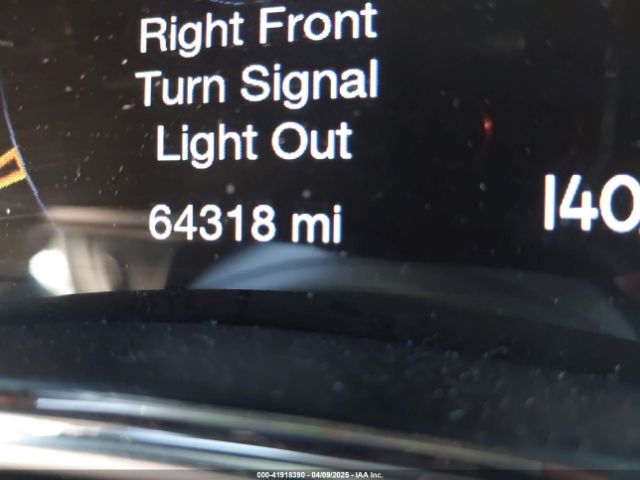 Right Front
Turn Signal
Light Out
64318 mi
140
000-41918390 - 04/09/2025 - IAA Inc.